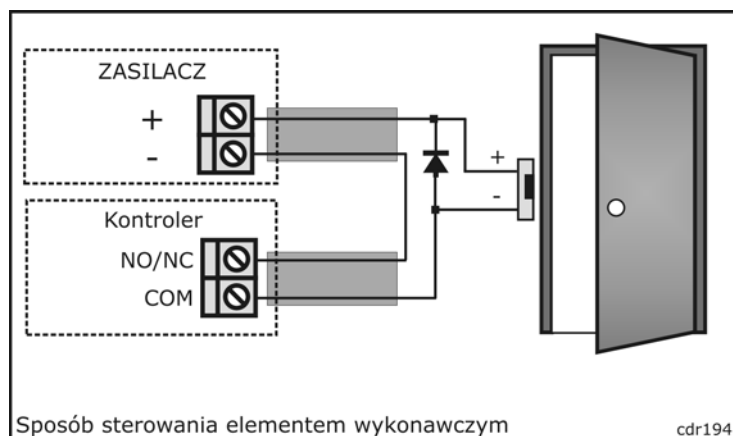 ZASILACZ
+
-
+
-
Kontroler
NO/NC
COM
Sposób sterowania elementem wykonawczym
cdr194